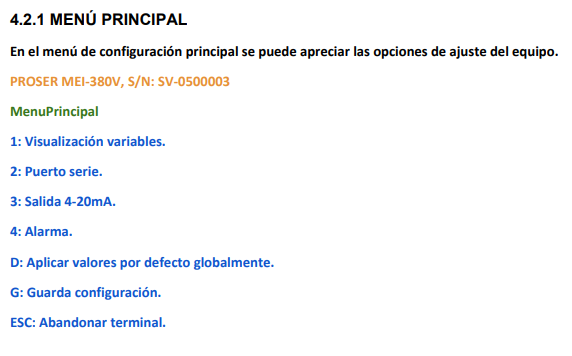 4.2.1 MENÚ PRINCIPAL
En el menú de configuración principal se puede apreciar las opciones de ajuste del equipo.
PROSER MEI-380V, S/N: SV-0500003
MenuPrincipal
1: Visualización variables.
2: Puerto serie.
3: Salida 4-20mA.
4: Alarma.
D: Aplicar valores por defecto globalmente.
G: Guarda configuración.
ESC: Abandonar terminal.